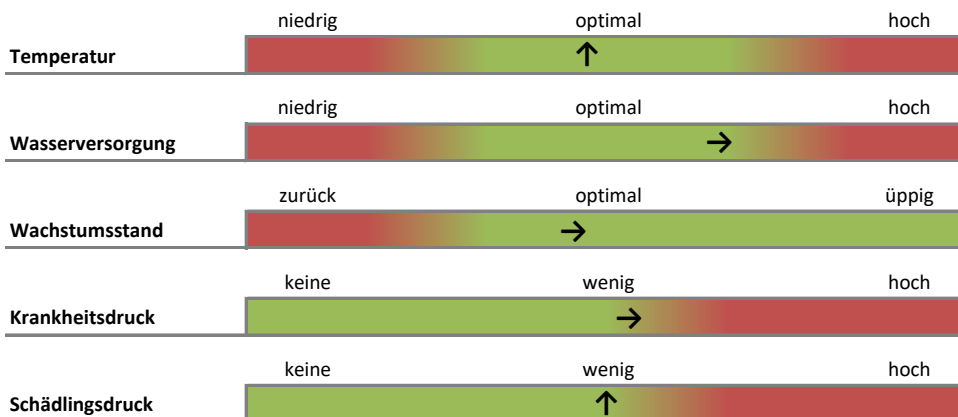 niedrig optimal hoch
Temperatur ↑
niedrig optimal hoch
Wasserversorgung →
zurück optimal üppig
Wachstumsstand →
keine wenig hoch
Krankheitsdruck →
keine wenig hoch
Schädlingsdruck ↑